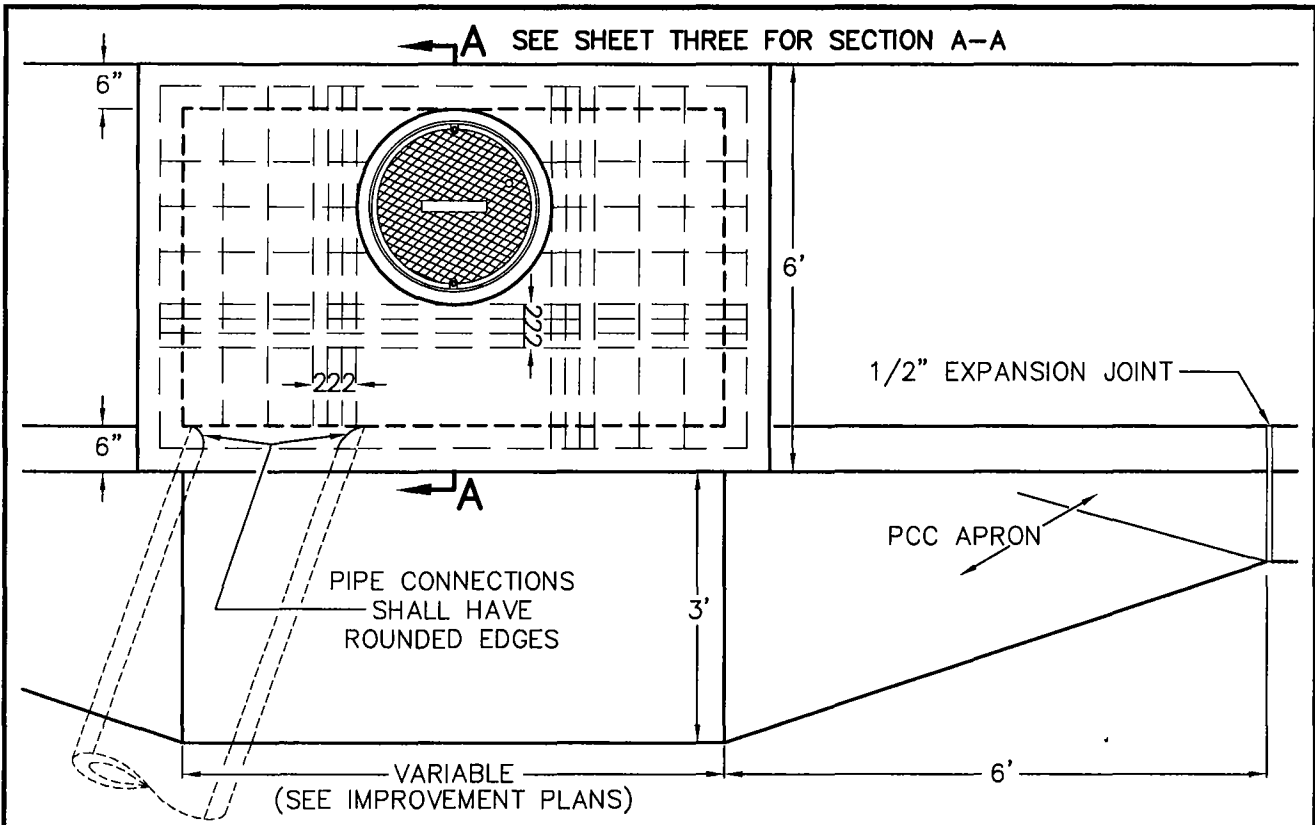 A SEE SHEET THREE FOR SECTION A-A
6"
6'
222
222
1/2" EXPANSION JOINT
6"
A
PCC APRON
PIPE CONNECTIONS
SHALL HAVE
ROUNDED EDGES
3'
VARIABLE
(SEE IMPROVEMENT PLANS)
6'